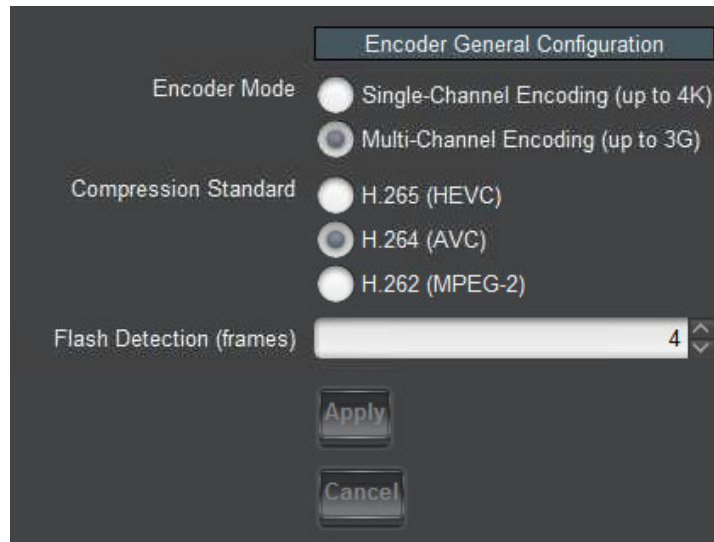 Encoder General Configuration
Encoder Mode
Single-Channel Encoding (up to 4K)
Multi-Channel Encoding (up to 3G)
Compression Standard
H.265 (HEVC)
H.264 (AVC)
H.262 (MPEG-2)
Flash Detection (frames)
4
Apply
Cancel